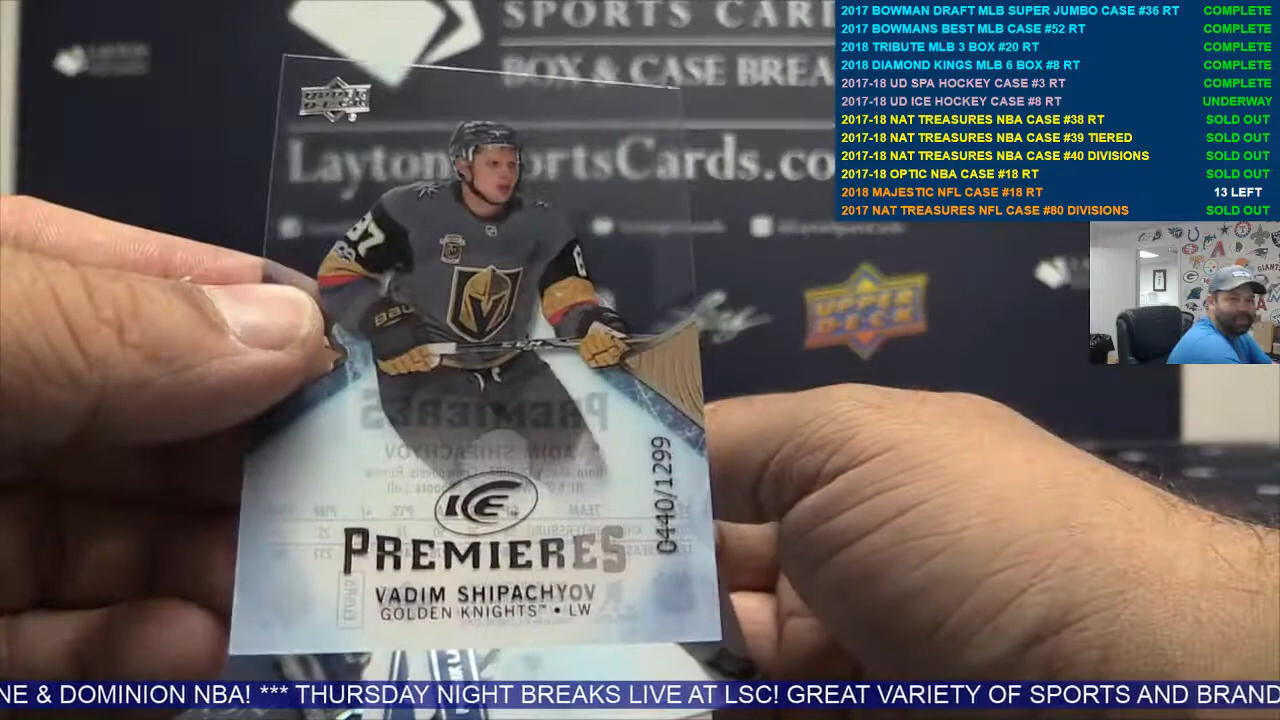 SPORTS CARDS
BOX & CASE BREA
LaytonSportsCards.co
LAYTON
UPPER DECK
UPPER DECK
87
BAU
PREMIERES
VADIM SHIPACHYOV
ICE
PREMIERES
0440/1299
VADIM SHIPACHYOV
GOLDEN KNIGHTS™ • LW
2017 BOWMAN DRAFT MLB SUPER JUMBO CASE #36 RT COMPLETE
2017 BOWMANS BEST MLB CASE #52 RT COMPLETE
2018 TRIBUTE MLB 3 BOX #20 RT COMPLETE
2018 DIAMOND KINGS MLB 6 BOX #8 RT COMPLETE
2017-18 UD SPA HOCKEY CASE #3 RT COMPLETE
2017-18 UD ICE HOCKEY CASE #8 RT UNDERWAY
2017-18 NAT TREASURES NBA CASE #38 RT SOLD OUT
2017-18 NAT TREASURES NBA CASE #39 TIERED SOLD OUT
2017-18 NAT TREASURES NBA CASE #40 DIVISIONS SOLD OUT
2017-18 OPTIC NBA CASE #18 RT SOLD OUT
2018 MAJESTIC NFL CASE #18 RT 13 LEFT
2017 NAT TREASURES NFL CASE #80 DIVISIONS SOLD OUT
NE & DOMINION NBA! *** THURSDAY NIGHT BREAKS LIVE AT LSC! GREAT VARIETY OF SPORTS AND BRAND